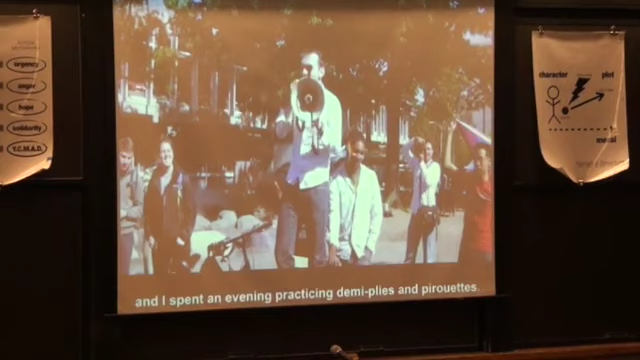 urgency
anger
hope
solidarity
Y.C.M.A.D.
and I spent an evening practicing demi-plies and pirouettes.
character
plot
moral